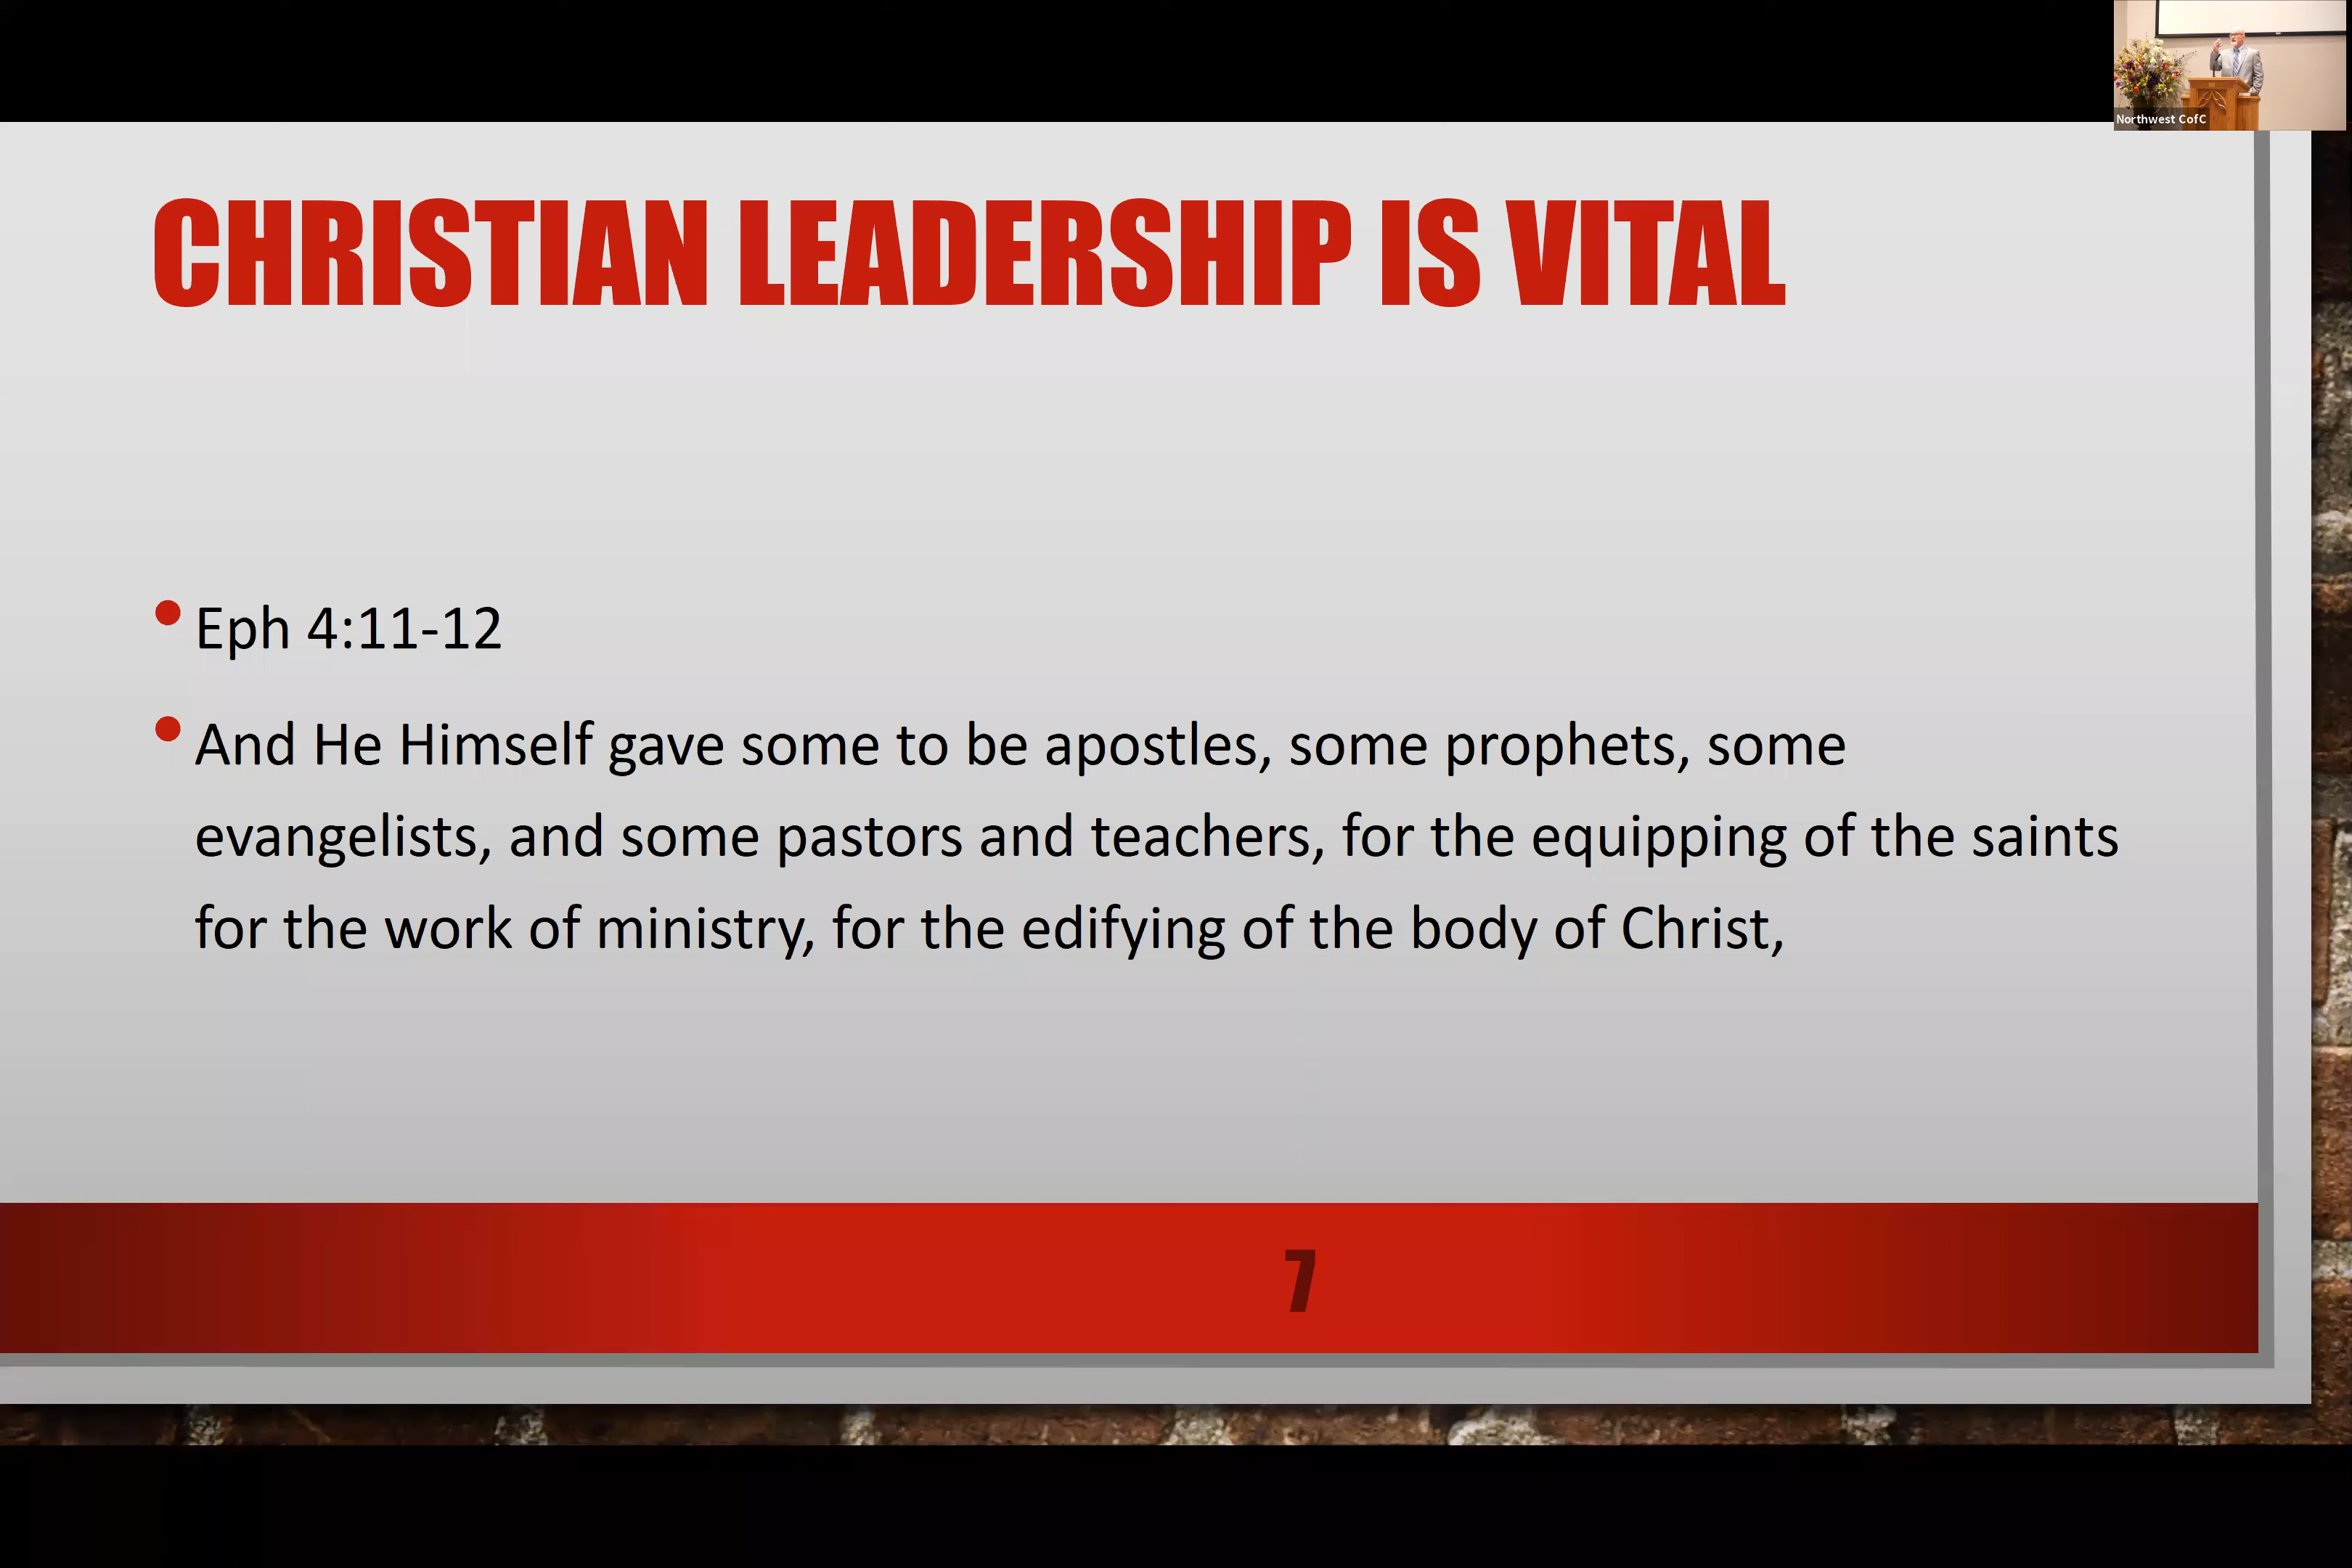 Northwest CofC
CHRISTIAN LEADERSHIP IS VITAL
Eph 4:11-12
And He Himself gave some to be apostles, some prophets, some
evangelists, and some pastors and teachers, for the equipping of the saints
for the work of ministry, for the edifying of the body of Christ,
7